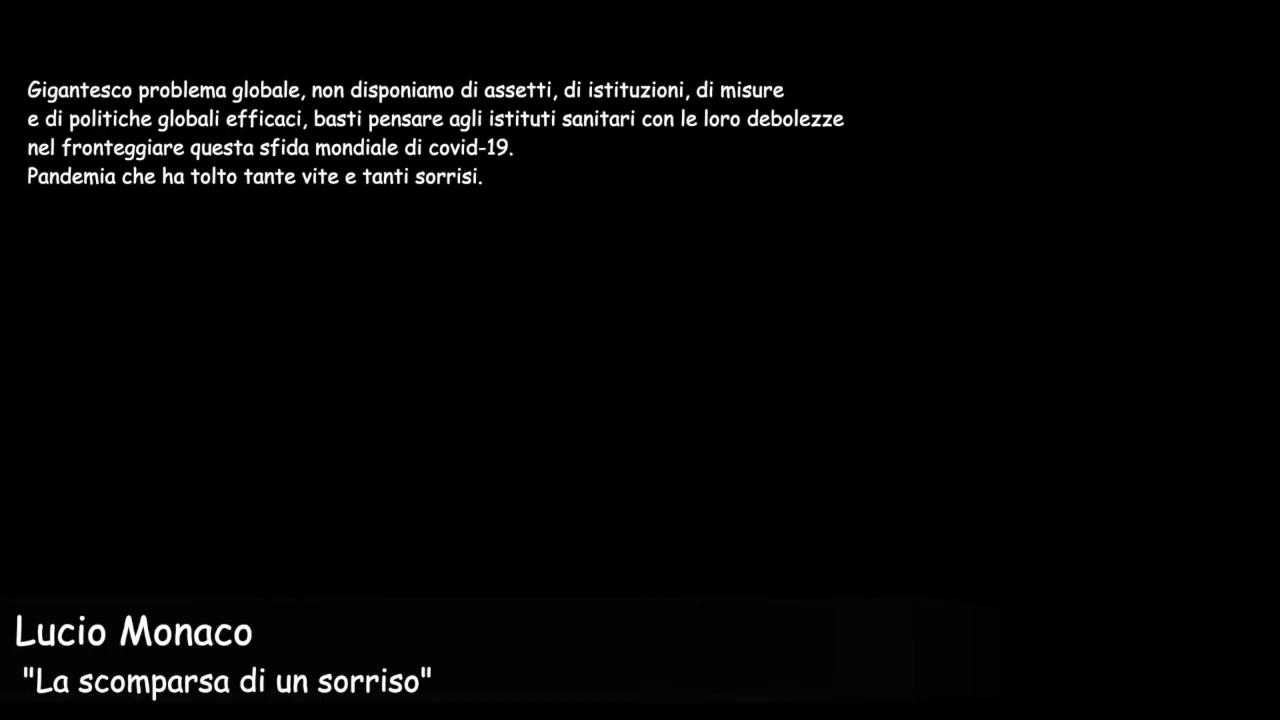 Gigantesco problema globale, non disponiamo di assetti, di istituzioni, di misure
e di politiche globali efficaci, basti pensare agli istituti sanitari con le loro debolezze
nel fronteggiare questa sfida mondiale di covid-19.
Pandemia che ha tolto tante vite e tanti sorrisi.
Lucio Monaco
"La scomparsa di un sorriso"